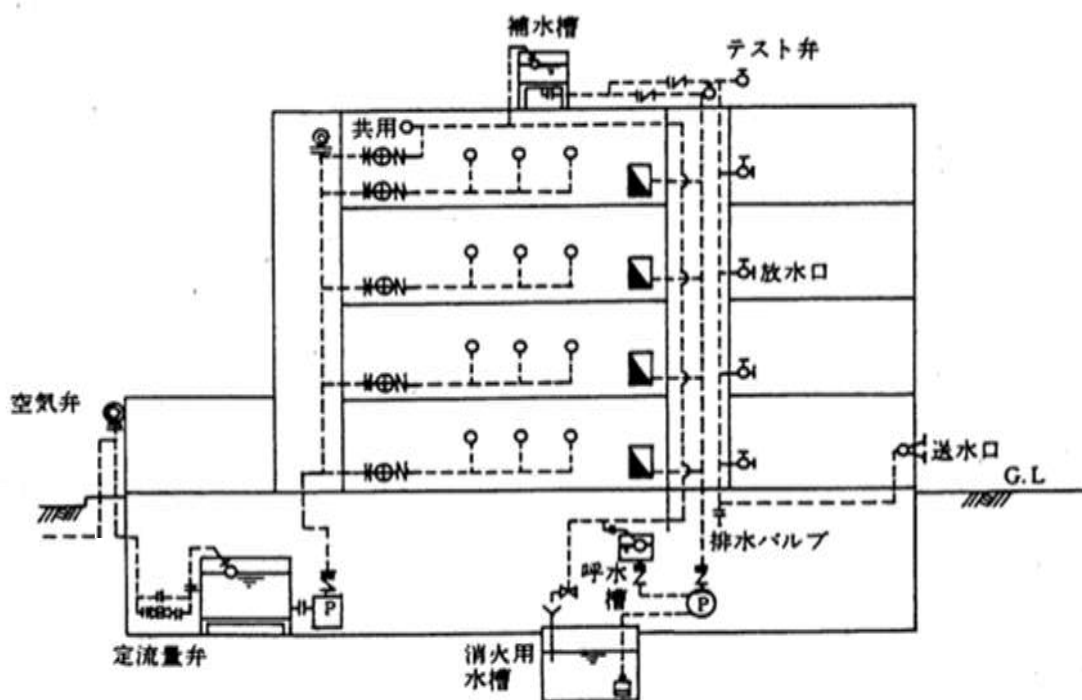 補水槽
テスト弁
共用
放水口
空気弁
送水口
G.L
排水バルブ
呼水
槽
P
P
定流量弁
消火用
水槽